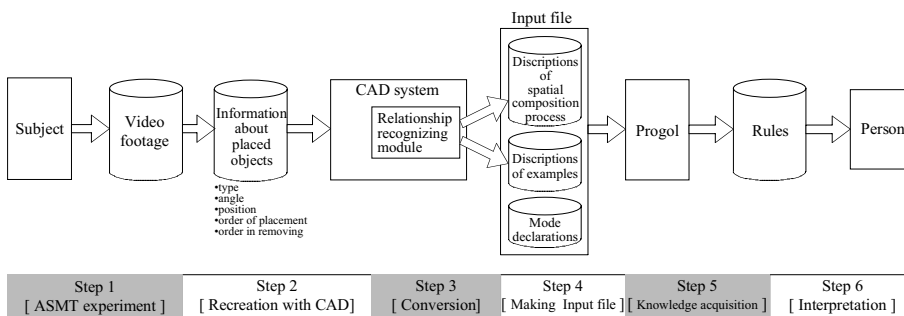 Input file
Subject
Video
footage
Information
about
placed
objects
•type
•angle
•position
•order of placement
•order in removing
CAD system
Relationship
recognizing
module
Discriptions
of
spatial
composition
process
Discriptions
of examples
Mode
declarations
Progol
Rules
Person
Step 1
[ ASMT experiment ]
Step 2
[ Recreation with CAD]
Step 3
[ Conversion ]
Step 4
[ Making Input file ]
Step 5
[ Knowledge acquisition ]
Step 6
[ Interpretation ]